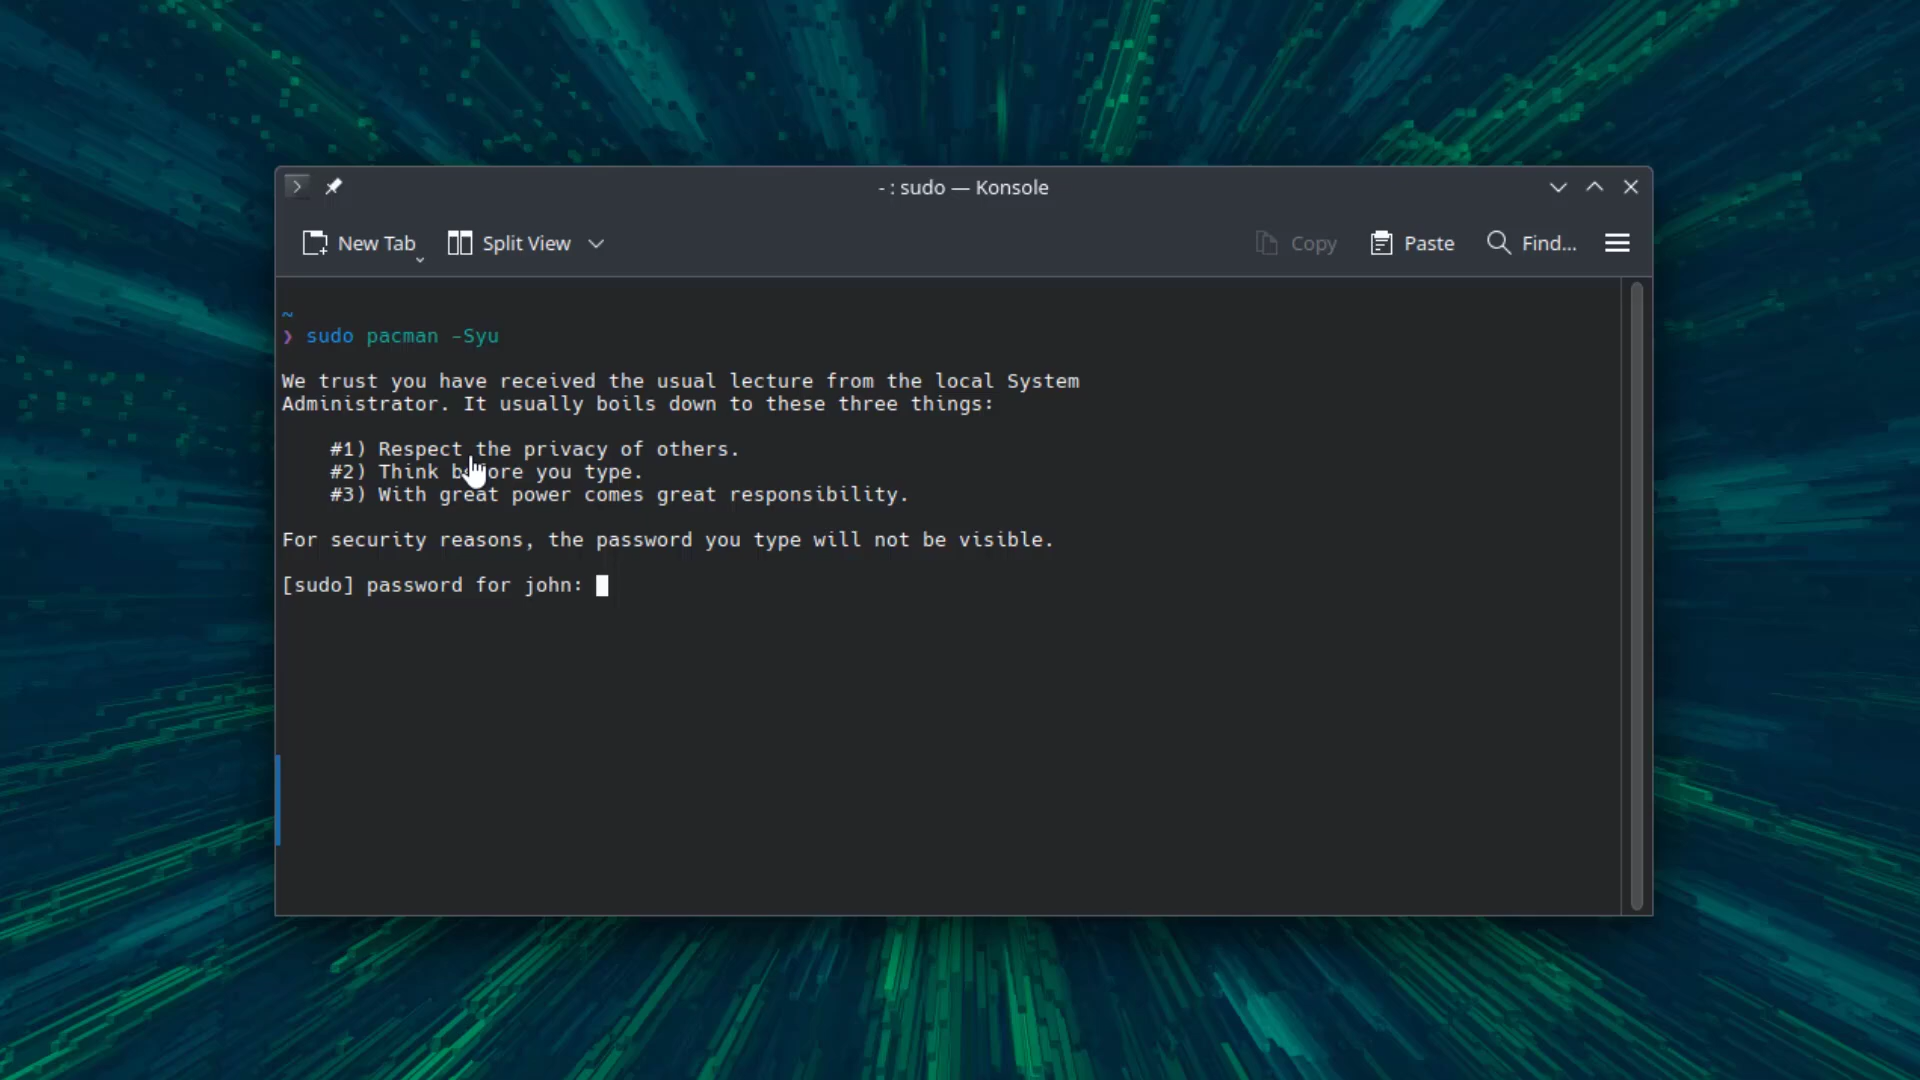 - : sudo — Konsole
New Tab Split View Copy Paste Find...
~
❯ sudo pacman -Syu
We trust you have received the usual lecture from the local System
Administrator. It usually boils down to these three things:
#1) Respect the privacy of others.
#2) Think before you type.
#3) With great power comes great responsibility.
For security reasons, the password you type will not be visible.
[sudo] password for john: